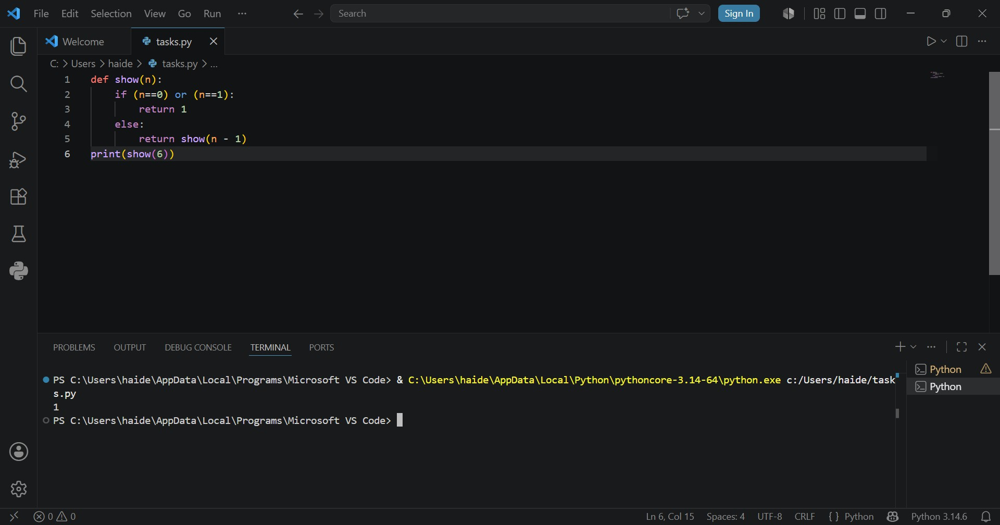 File Edit Selection View Go Run ... Search Sign In
Welcome tasks.py
C: > Users > haide > tasks.py > ...
1 def show(n):
2     if (n==0) or (n==1):
3         return 1
4     else:
5         return show(n - 1)
6 print(show(6))
PROBLEMS OUTPUT DEBUG CONSOLE TERMINAL PORTS
PS C:\Users\haide\AppData\Local\Programs\Microsoft VS Code> & C:\Users\haide\AppData\Local\Python\pythoncore-3.14-64\python.exe c:/Users/haide/task
s.py
1
PS C:\Users\haide\AppData\Local\Programs\Microsoft VS Code>
Python
Python
0 0 Ln 6, Col 15 Spaces: 4 UTF-8 CRLF { } Python Python 3.14.6